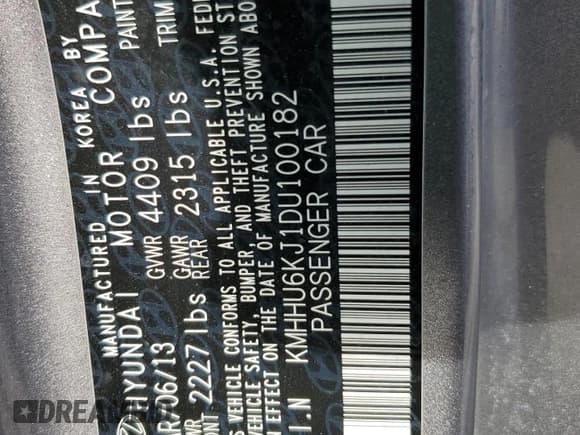 MANUFACTURED IN KOREA BY
HYUNDAI MOTOR COMPA
06/13 GVWR 4409 lbs PAINT
2227 lbs GAWR REAR 2315 lbs TRIM
VEHICLE CONFORMS TO ALL APPLICABLE U.S.A. FED
VEHICLE SAFETY, BUMPER, AND THEFT PREVENTION ST
IN EFFECT ON THE DATE OF MANUFACTURE SHOWN ABO
KMHHU6KJ1DU100182
PASSENGER CAR
DREAMBID